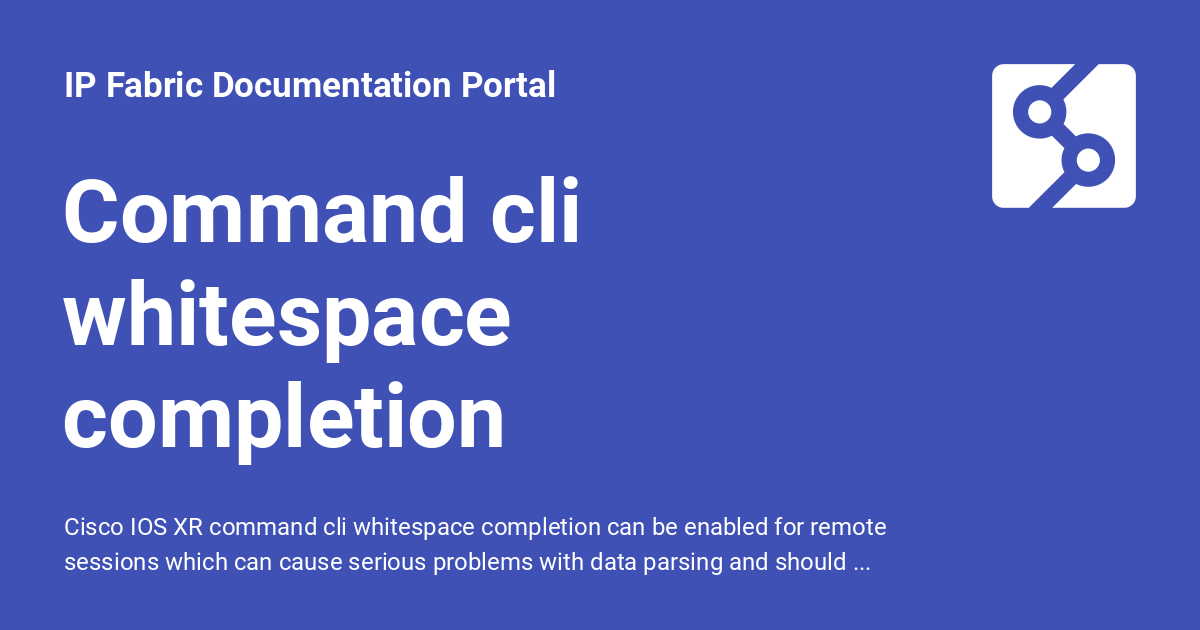 IP Fabric Documentation Portal
Command cli
whitespace
completion
Cisco IOS XR command cli whitespace completion can be enabled for remote
sessions which can cause serious problems with data parsing and should ...